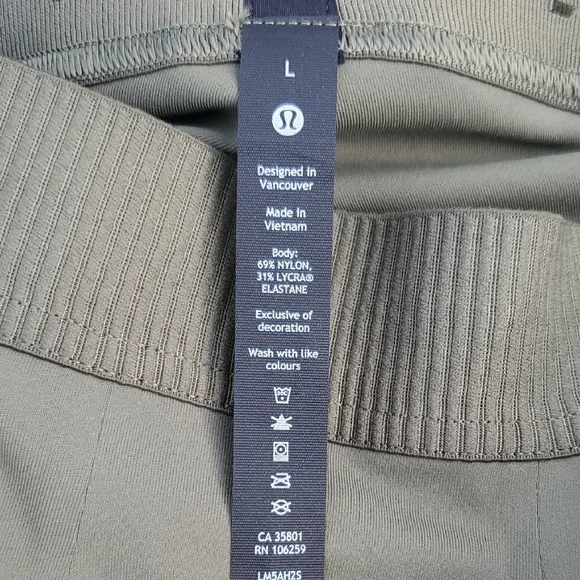 L
Designed in
Vancouver
Made in
Vietnam
Body:
69% NYLON,
31% LYCRA®
ELASTANE
Exclusive of
decoration
Wash with like
colours
CA 35801
RN 106259
LM5AH2S